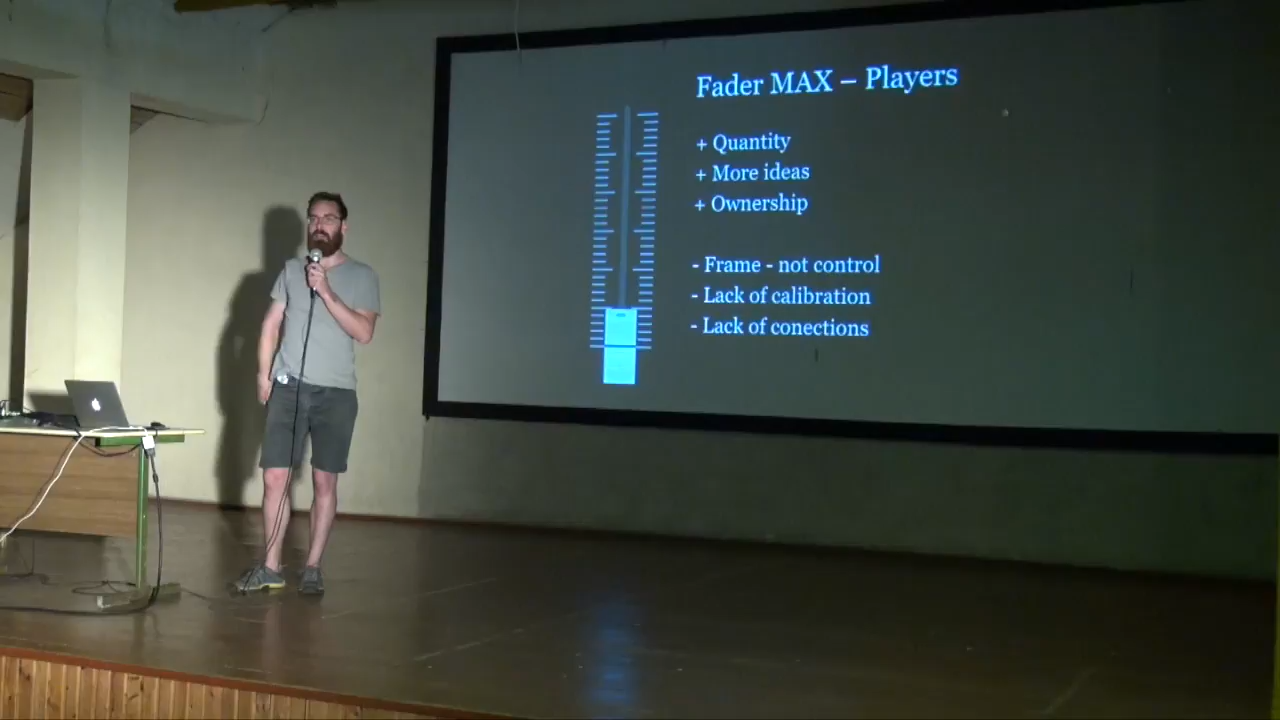 Fader MAX – Players
+ Quantity
+ More ideas
+ Ownership
- Frame - not control
- Lack of calibration
- Lack of conections